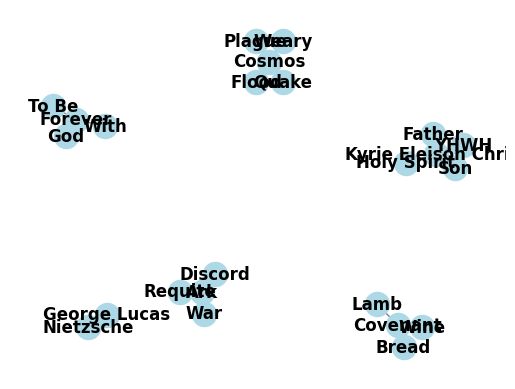 Plague
Weary
Cosmos
Flood
Quake
To Be
Forever
With
God
Father
YHWH
Kyrie Eleison Chri
Holy Spirit
Son
Discord
Require
Ark
War
George Lucas
Nietzsche
Lamb
Covenant
Wine
Bread